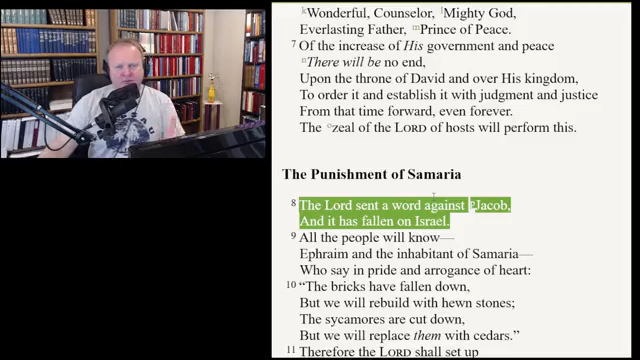 kWonderful, Counselor, lMighty God,
Everlasting Father, mPrince of Peace.
7 Of the increase of His government and peace
nThere will be no end,
Upon the throne of David and over His kingdom,
To order it and establish it with judgment and justice
From that time forward, even forever.
The ozeal of the LORD of hosts will perform this.
The Punishment of Samaria
8 The Lord sent a word against pJacob,
And it has fallen on Israel.
9 All the people will know—
Ephraim and the inhabitant of Samaria—
Who say in pride and arrogance of heart:
10 “The bricks have fallen down,
But we will rebuild with hewn stones;
The sycamores are cut down,
But we will replace them with cedars.”
11 Therefore the LORD shall set up